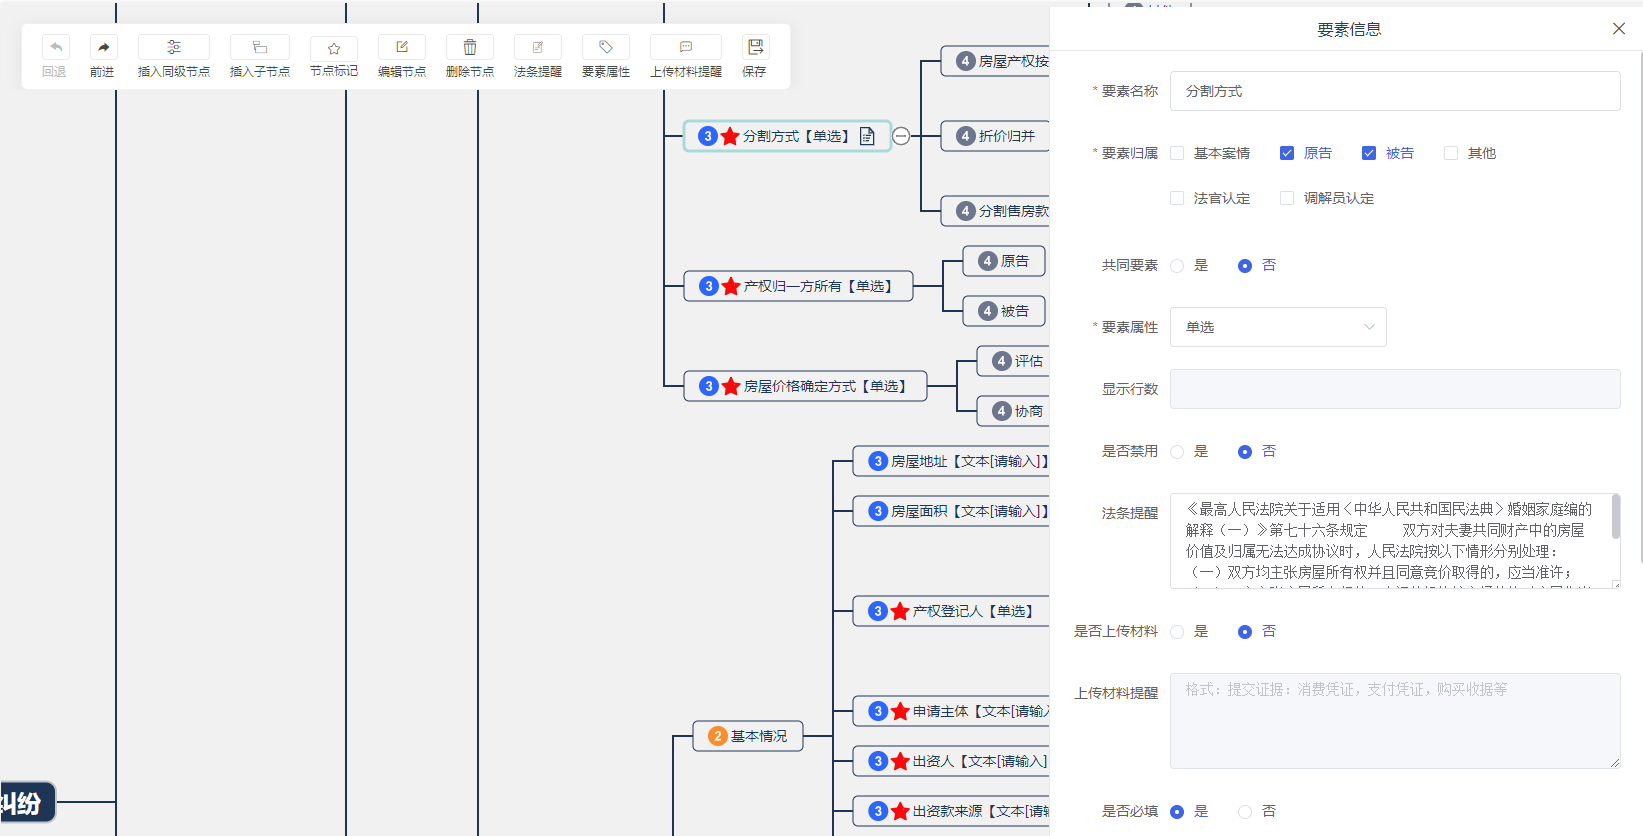 回退
前进
插入同级节点
插入子节点
节点标记
编辑节点
删除节点
法条提醒
要素属性
上传材料提醒
保存
3 分割方式【单选】
4 房屋产权按
4 折价归并
4 分割售房款
3 产权归一方所有【单选】
4 原告
4 被告
3 房屋价格确定方式【单选】
4 评估
4 协商
3 房屋地址【文本[请输入]】
3 房屋面积【文本[请输入]】
3 产权登记人【单选】
2 基本情况
3 申请主体【文本[请输入
3 出资人【文本[请输入]
3 出资款来源【文本[请输
纠纷
要素信息
* 要素名称 分割方式
* 要素归属 基本案情 原告 被告 其他
法官认定 调解员认定
共同要素 是 否
* 要素属性 单选
显示行数
是否禁用 是 否
法条提醒
《最高人民法院关于适用〈中华人民共和国民法典〉婚姻家庭编的
解释（一）》第七十六条规定 双方对夫妻共同财产中的房屋
价值及归属无法达成协议时，人民法院按以下情形分别处理：
（一）双方均主张房屋所有权并且同意竞价取得的，应当准许；
是否上传材料 是 否
上传材料提醒 格式：提交证据：消费凭证，支付凭证，购买收据等
是否必填 是 否